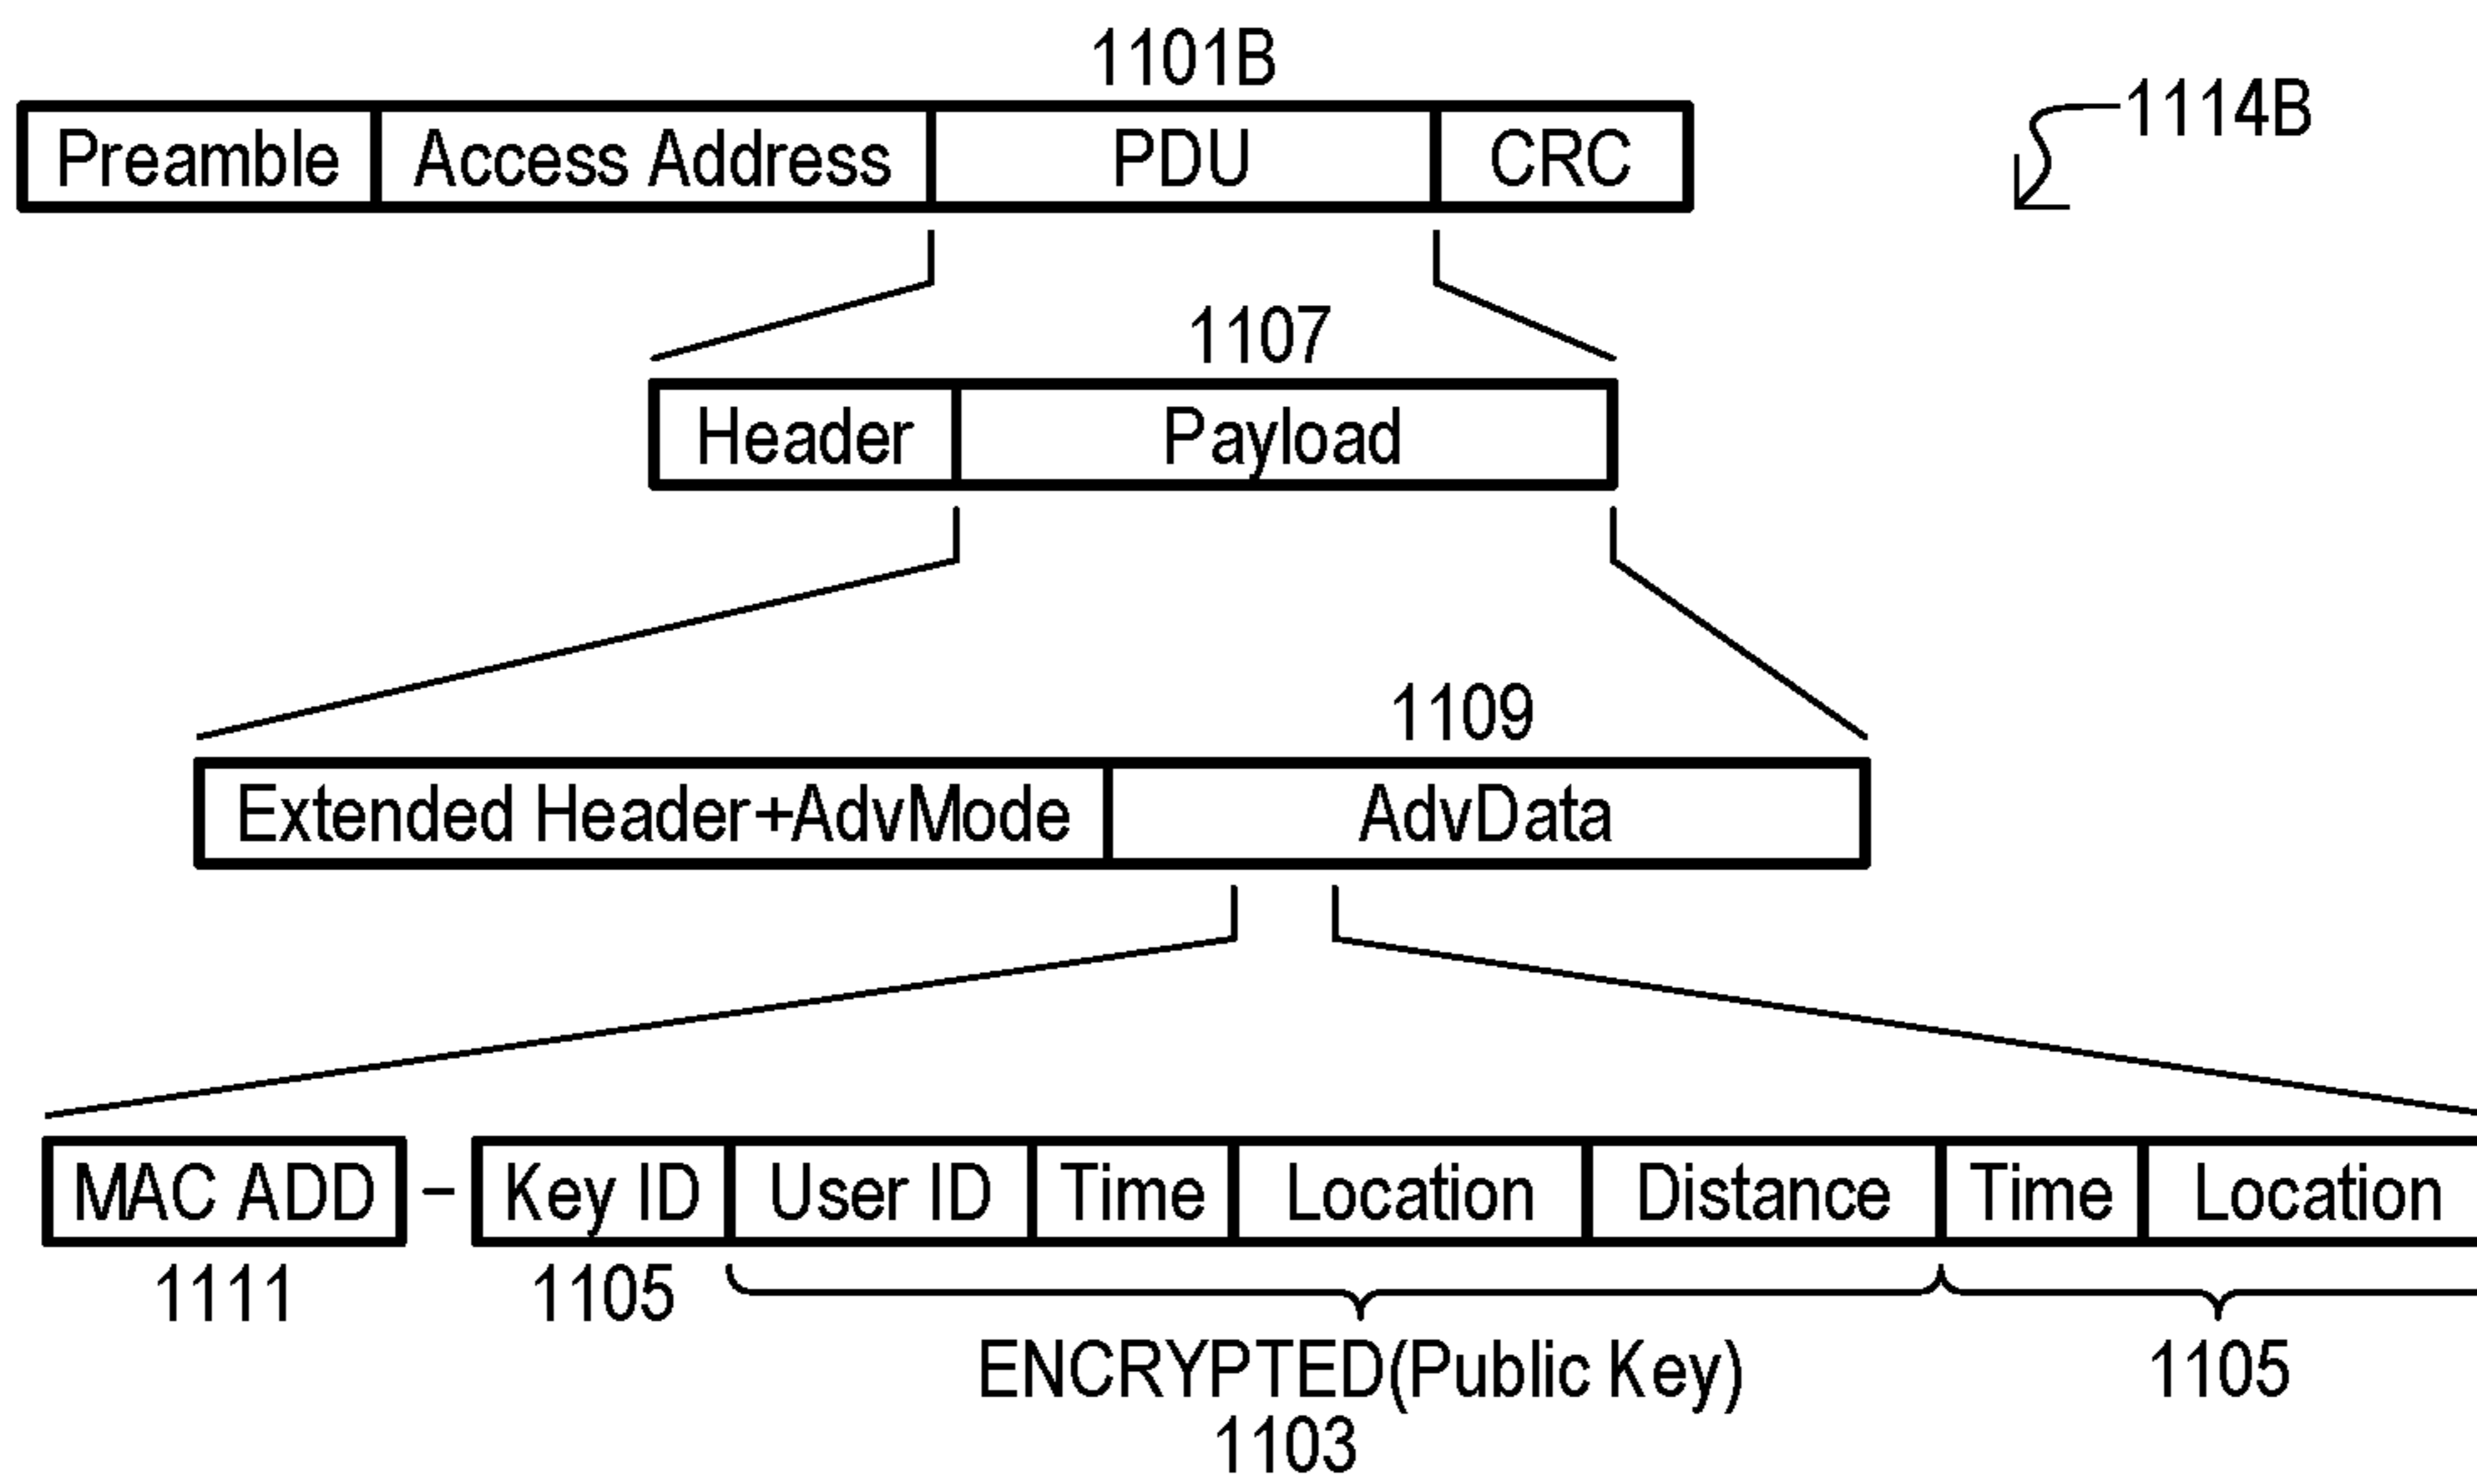 1101B
1114B
Preamble Access Address PDU CRC
1107
Header Payload
1109
Extended Header+AdvMode AdvData
MAC ADD – Key ID User ID Time Location Distance Time Location
1111 1105
ENCRYPTED(Public Key) 1105
1103